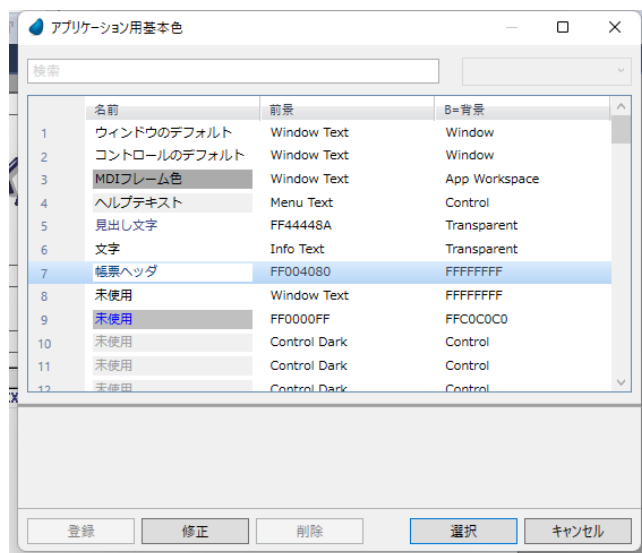 アプリケーション用基本色
検索
名前 前景 B=背景
1 ウィンドウのデフォルト Window Text Window
2 コントロールのデフォルト Window Text Window
3 MDIフレーム色 Window Text App Workspace
4 ヘルプテキスト Menu Text Control
5 見出し文字 FF44448A Transparent
6 文字 Info Text Transparent
7 帳票ヘッダ FF004080 FFFFFFFF
8 未使用 Window Text FFFFFFFF
9 未使用 FF0000FF FFC0C0C0
10 未使用 Control Dark Control
11 未使用 Control Dark Control
12 未使用 Control Dark Control
登録 修正 削除 選択 キャンセル